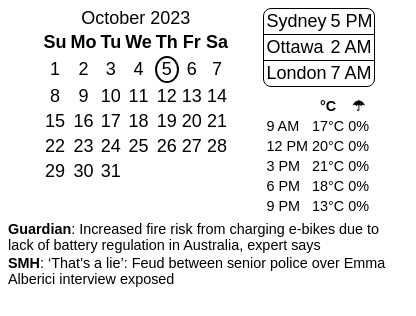 October 2023
Su Mo Tu We Th Fr Sa
1 2 3 4 5 6 7
8 9 10 11 12 13 14
15 16 17 18 19 20 21
22 23 24 25 26 27 28
29 30 31
Sydney 5 PM
Ottawa 2 AM
London 7 AM
°C ☂
9 AM 17°C 0%
12 PM 20°C 0%
3 PM 21°C 0%
6 PM 18°C 0%
9 PM 13°C 0%
Guardian: Increased fire risk from charging e-bikes due to
lack of battery regulation in Australia, expert says
SMH: ‘That’s a lie’: Feud between senior police over Emma
Alberici interview exposed